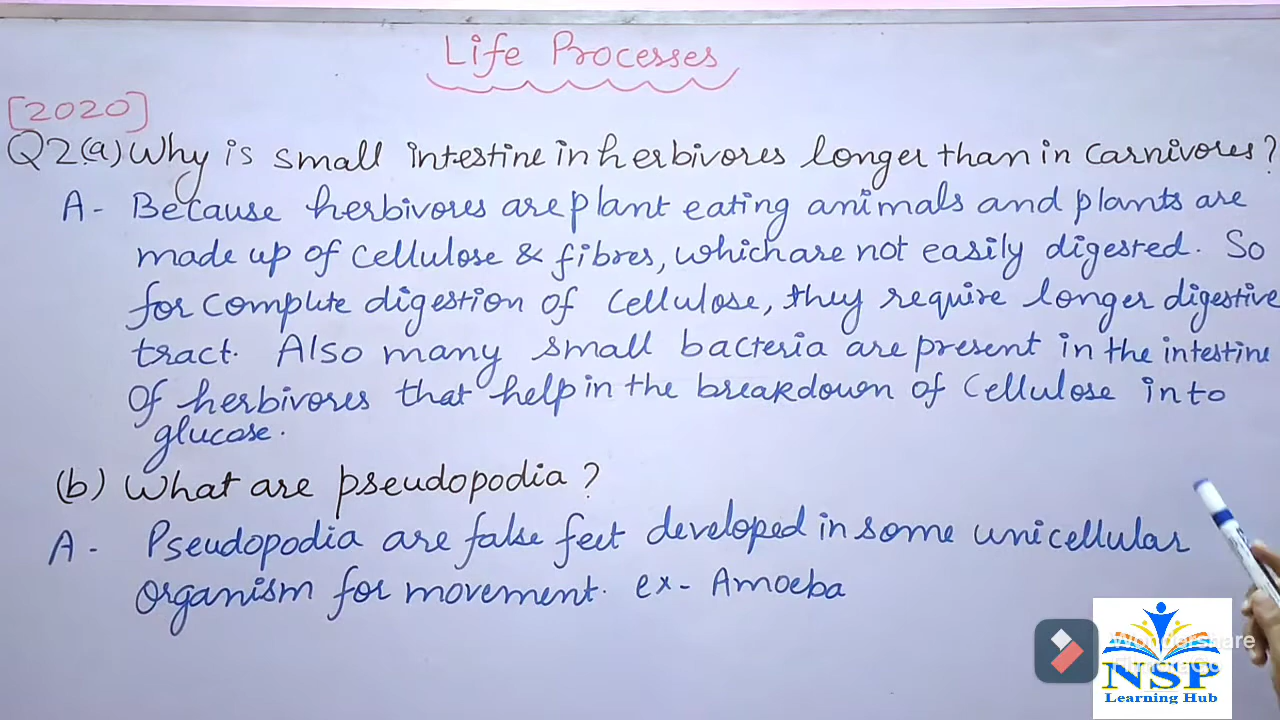 Life Processes
[2020]
Q2(a) Why is small intestine in herbivores longer than in carnivores?
A- Because herbivores are plant eating animals and plants are
made up of cellulose & fibres, which are not easily digested. So
for compute digestion of cellulose, they require longer digestive
tract. Also many small bacteria are present in the intestine
Of herbivores that help in the breakdown of cellulose into
glucose.
(b) What are pseudopodia?
A- Pseudopodia are false feet developed in some unicellular
organism for movement. ex- Amoeba
Wondershare
FilmoraGo
NSP
Learning Hub